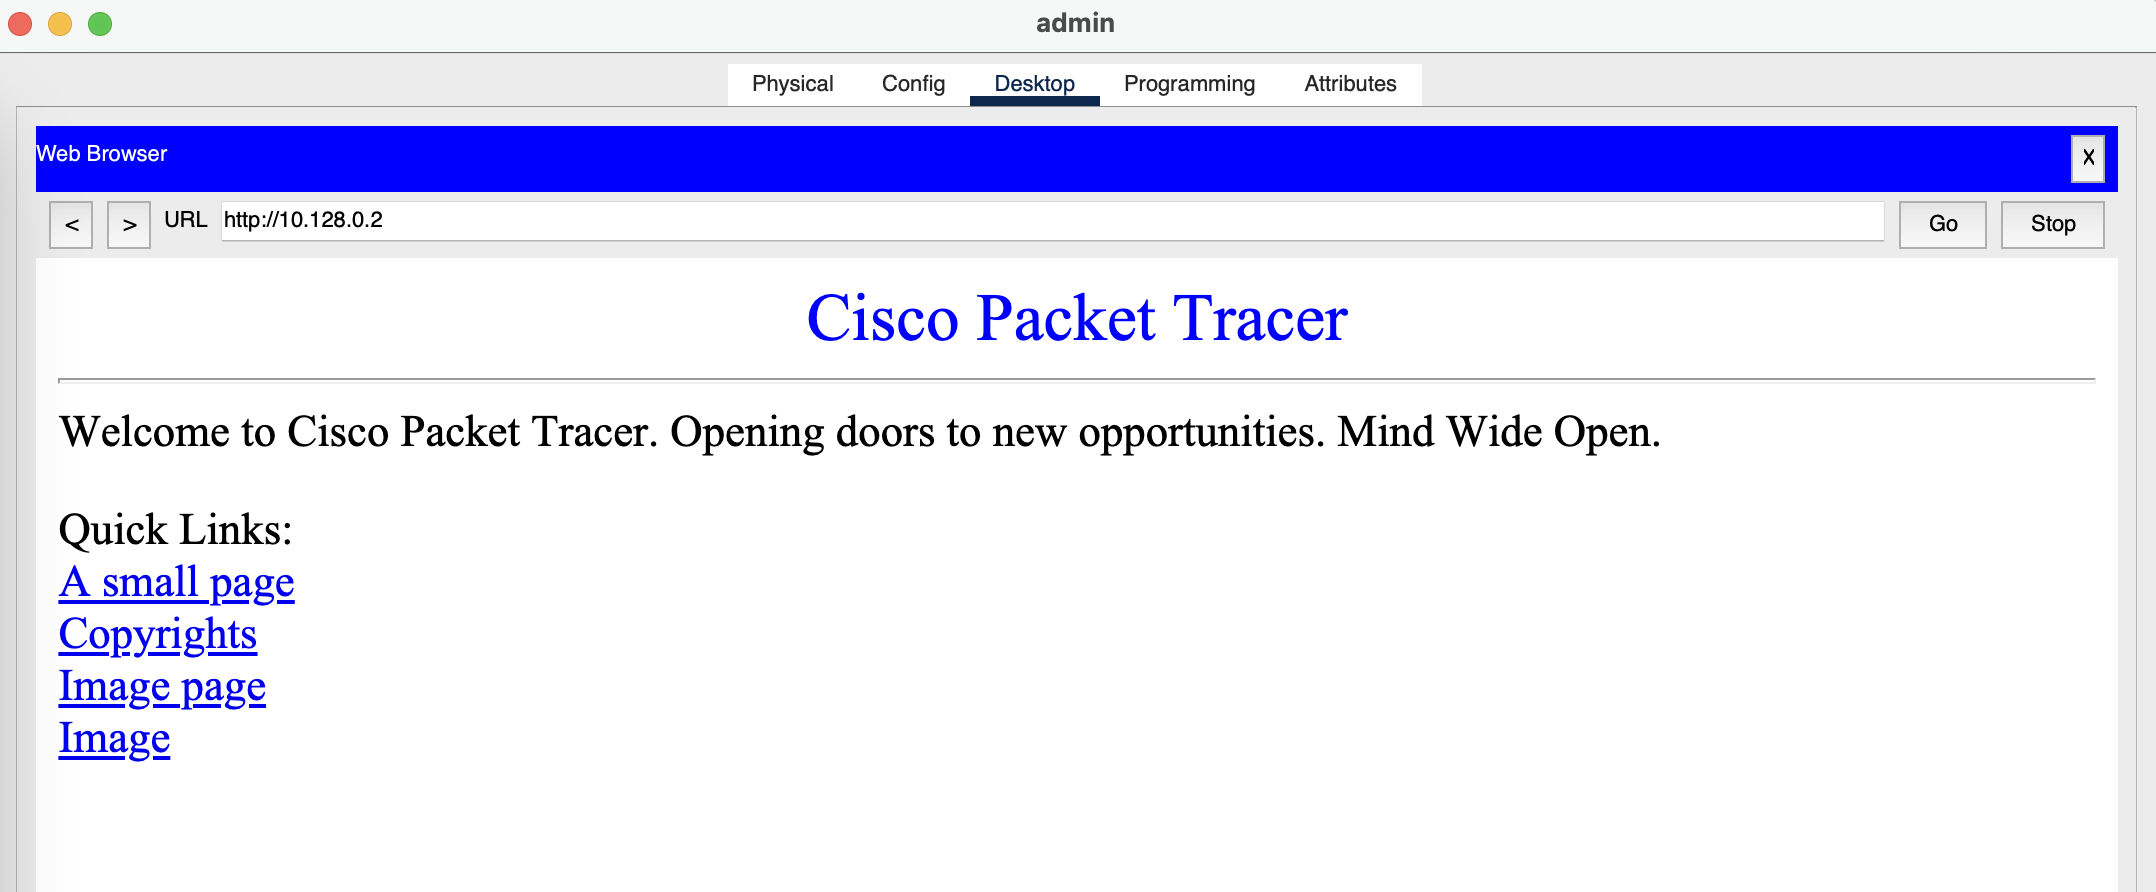 admin
Physical Config Desktop Programming Attributes
Web Browser
X
< > URL http://10.128.0.2 Go Stop
Cisco Packet Tracer
Welcome to Cisco Packet Tracer. Opening doors to new opportunities. Mind Wide Open.
Quick Links:
A small page
Copyrights
Image page
Image